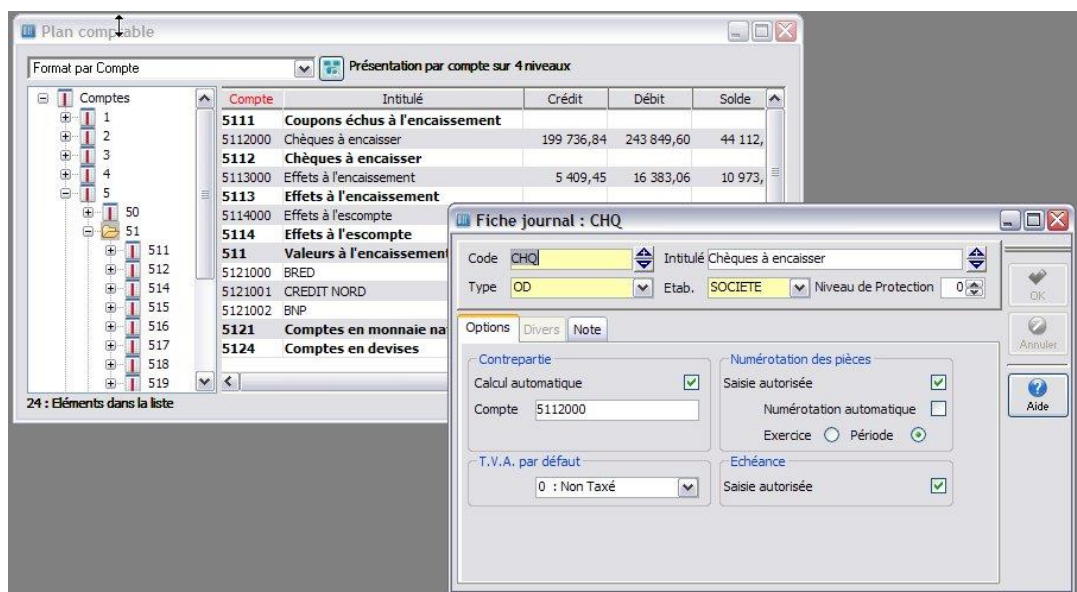 Plan comptable
Format par Compte
Présentation par compte sur 4 niveaux
Comptes
1
2
3
4
5
50
51
511
512
514
515
516
517
518
519
Compte Intitulé Crédit Débit Solde
5111 Coupons échus à l'encaissement
5112000 Chèques à encaisser 199 736,84 243 849,60 44 112,
5112 Chèques à encaisser
5113000 Effets à l'encaissement 5 409,45 16 383,06 10 973,
5113 Effets à l'encaissement
5114000 Effets à l'escompte
5114 Effets à l'escompte
511 Valeurs à l'encaissement
5121000 BRED
5121001 CREDIT NORD
5121002 BNP
5121 Comptes en monnaie na
5124 Comptes en devises
24 : Eléments dans la liste
Fiche journal : CHQ
Code CHQ Intitulé Chèques à encaisser
Type OD Etab. SOCIETE Niveau de Protection 0
Options Divers Note
Contrepartie
Calcul automatique
Compte 5112000
T.V.A. par défaut
0 : Non Taxé
Numérotation des pièces
Saisie autorisée
Numérotation automatique
Exercice Période
Echéance
Saisie autorisée
OK
Annuler
Aide